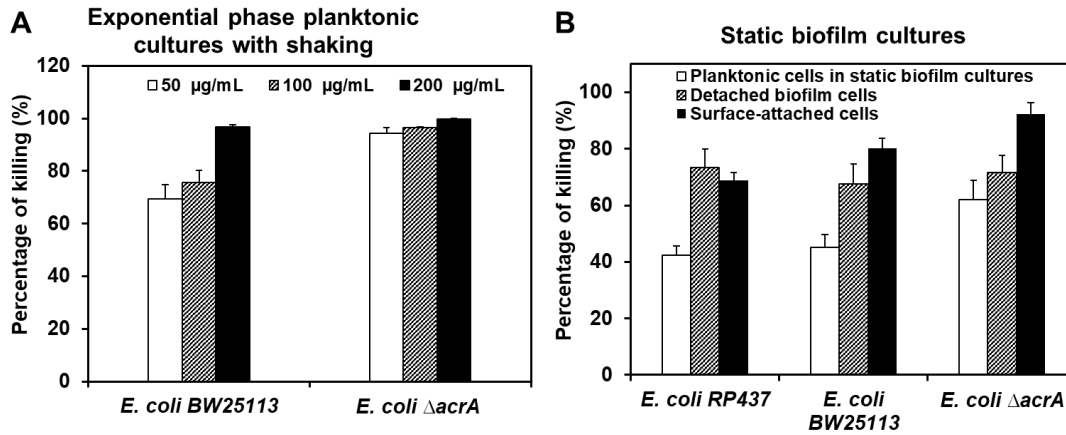 A
Exponential phase planktonic
cultures with shaking
Percentage of killing (%)
120
100
80
60
40
20
0
50 µg/mL 100 µg/mL 200 µg/mL
E. coli BW25113 E. coli ∆acrA
B
Static biofilm cultures
Percentage of killing (%)
100
80
60
40
20
0
Planktonic cells in static biofilm cultures
Detached biofilm cells
Surface-attached cells
E. coli RP437 E. coli E. coli ∆acrA
BW25113